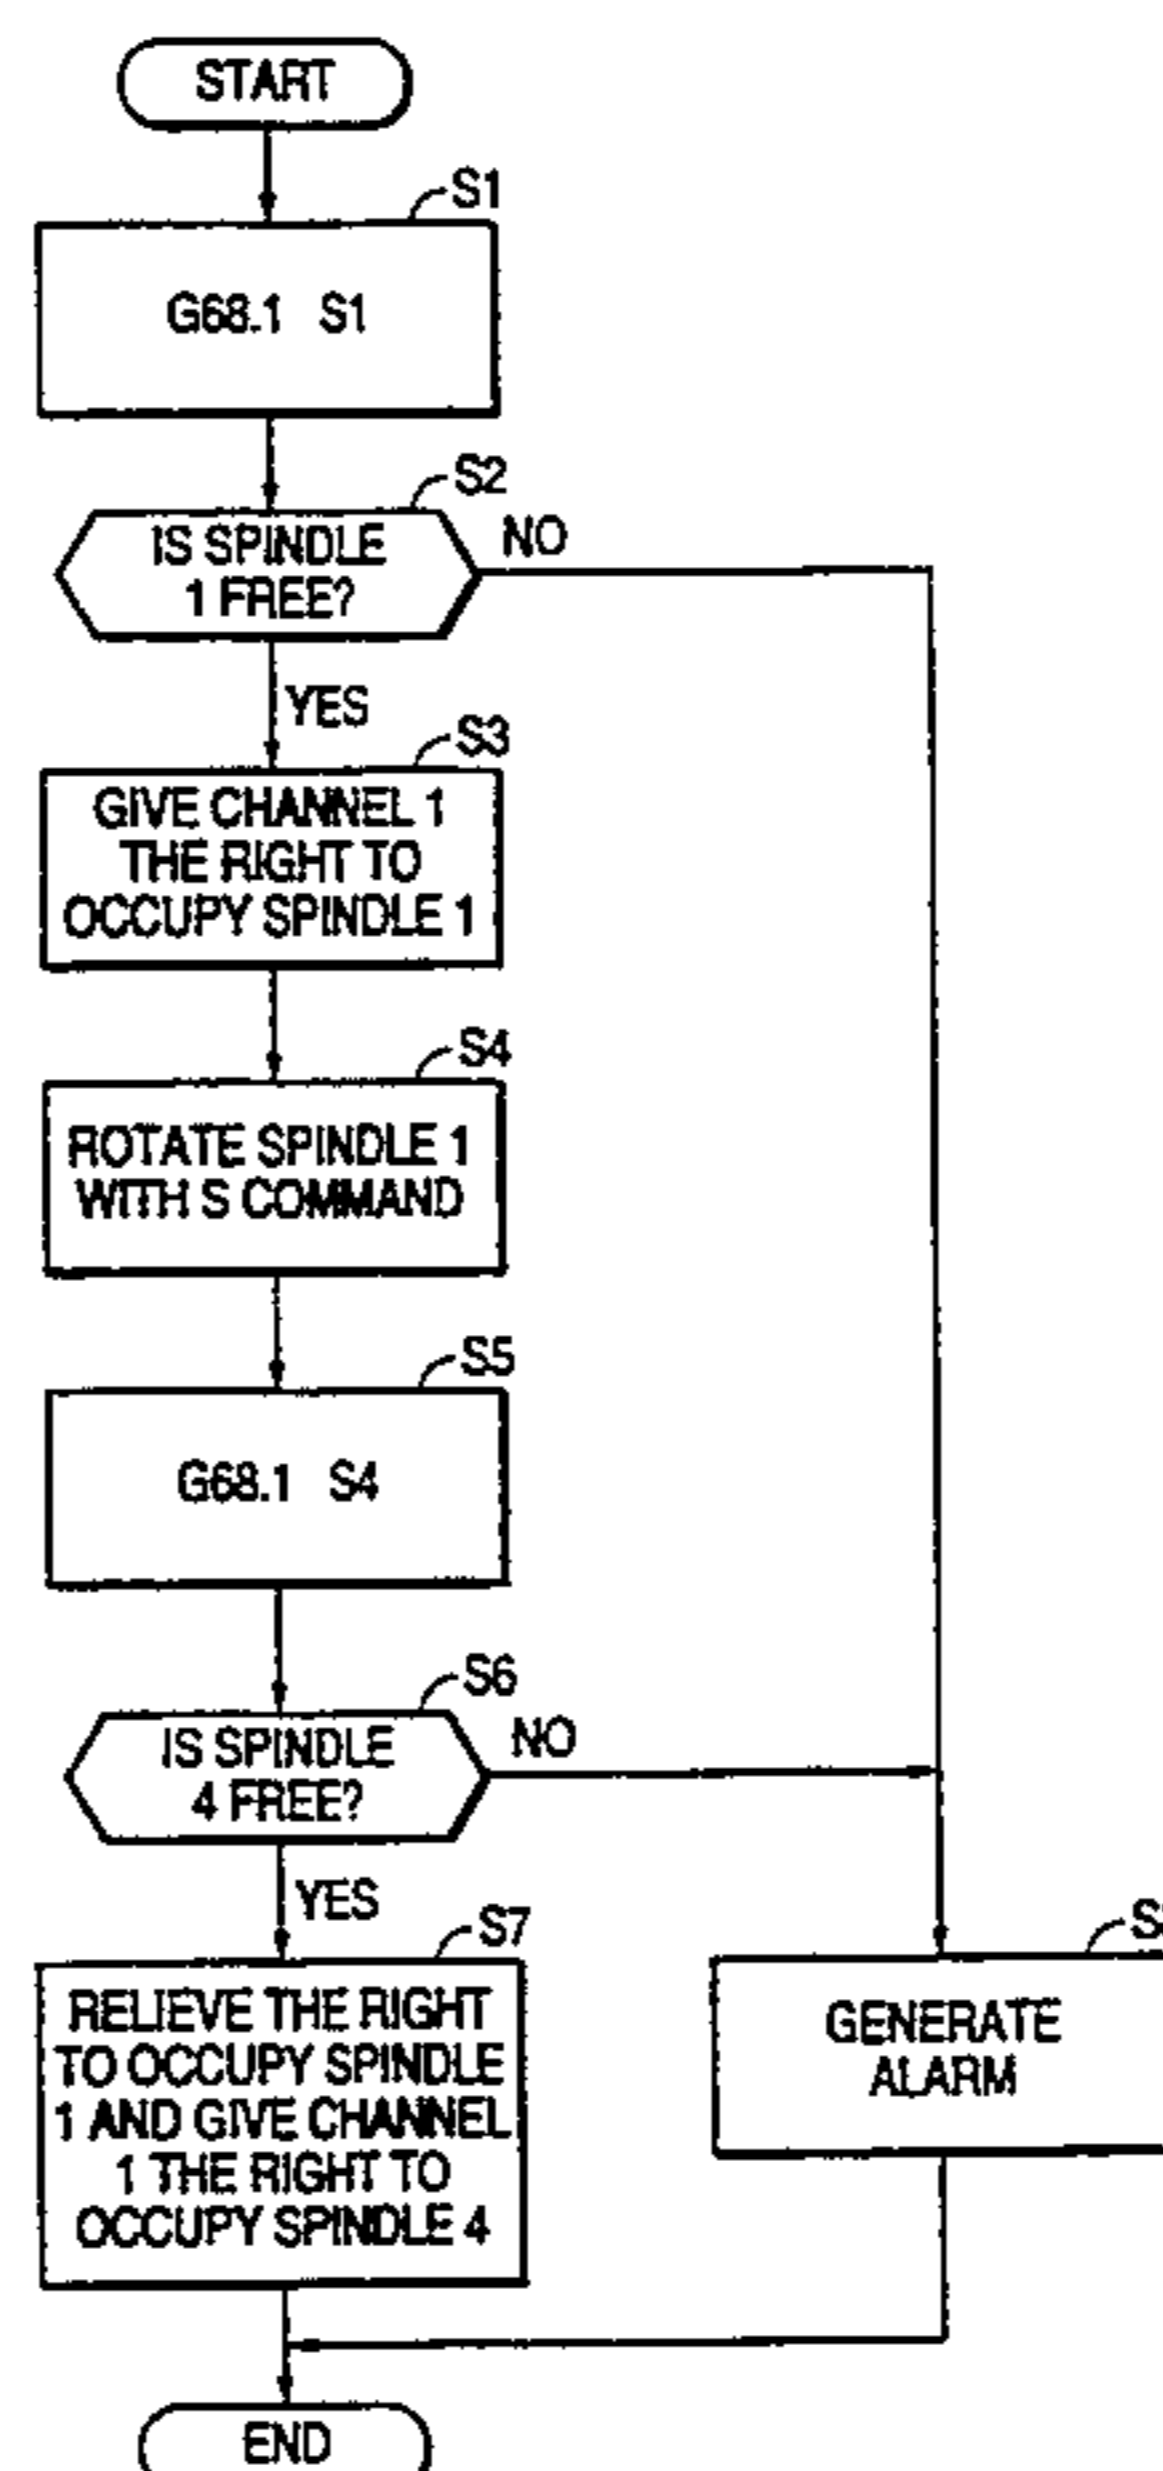 START
S1
G68.1 S1
S2
IS SPINDLE
1 FREE?
NO
YES
S3
GIVE CHANNEL 1
THE RIGHT TO
OCCUPY SPINDLE 1
S4
ROTATE SPINDLE 1
WITH S COMMAND
S5
G68.1 S4
S6
IS SPINDLE
4 FREE?
NO
YES
S7
RELIEVE THE RIGHT
TO OCCUPY SPINDLE
1 AND GIVE CHANNEL
1 THE RIGHT TO
OCCUPY SPINDLE 4
GENERATE
ALARM
END